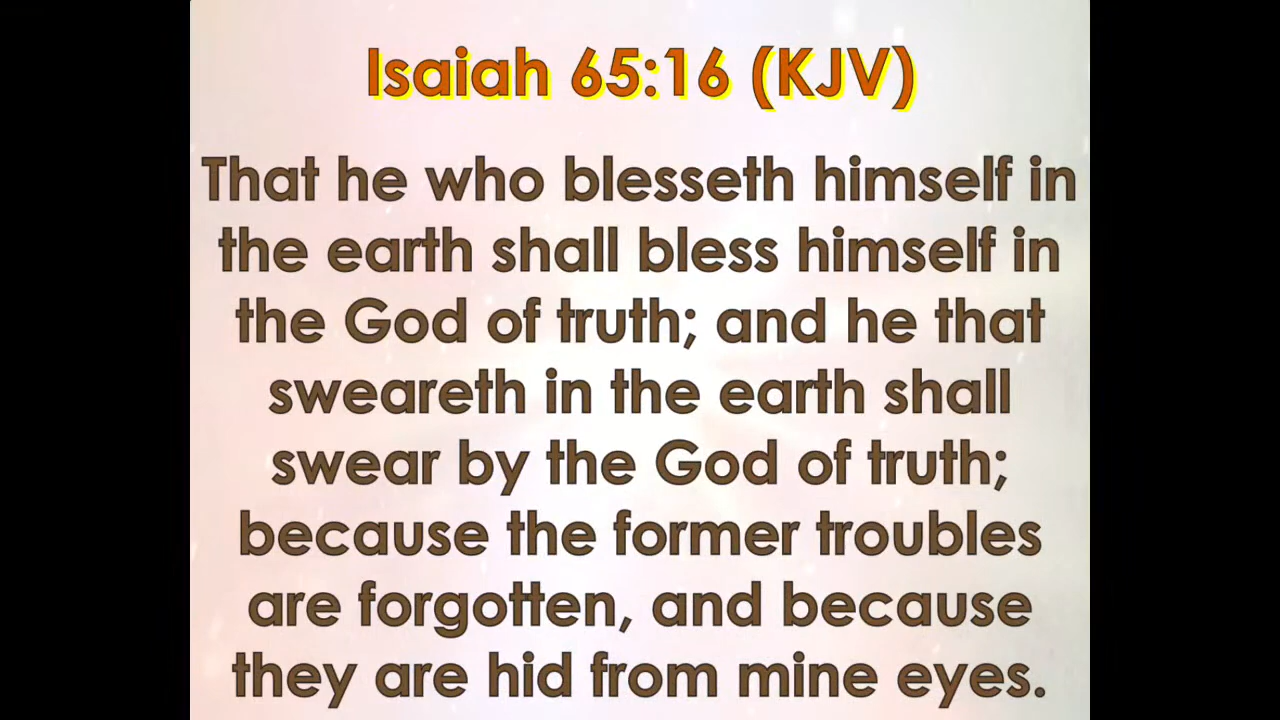 Isaiah 65:16 (KJV)
That he who blesseth himself in
the earth shall bless himself in
the God of truth; and he that
sweareth in the earth shall
swear by the God of truth;
because the former troubles
are forgotten, and because
they are hid from mine eyes.